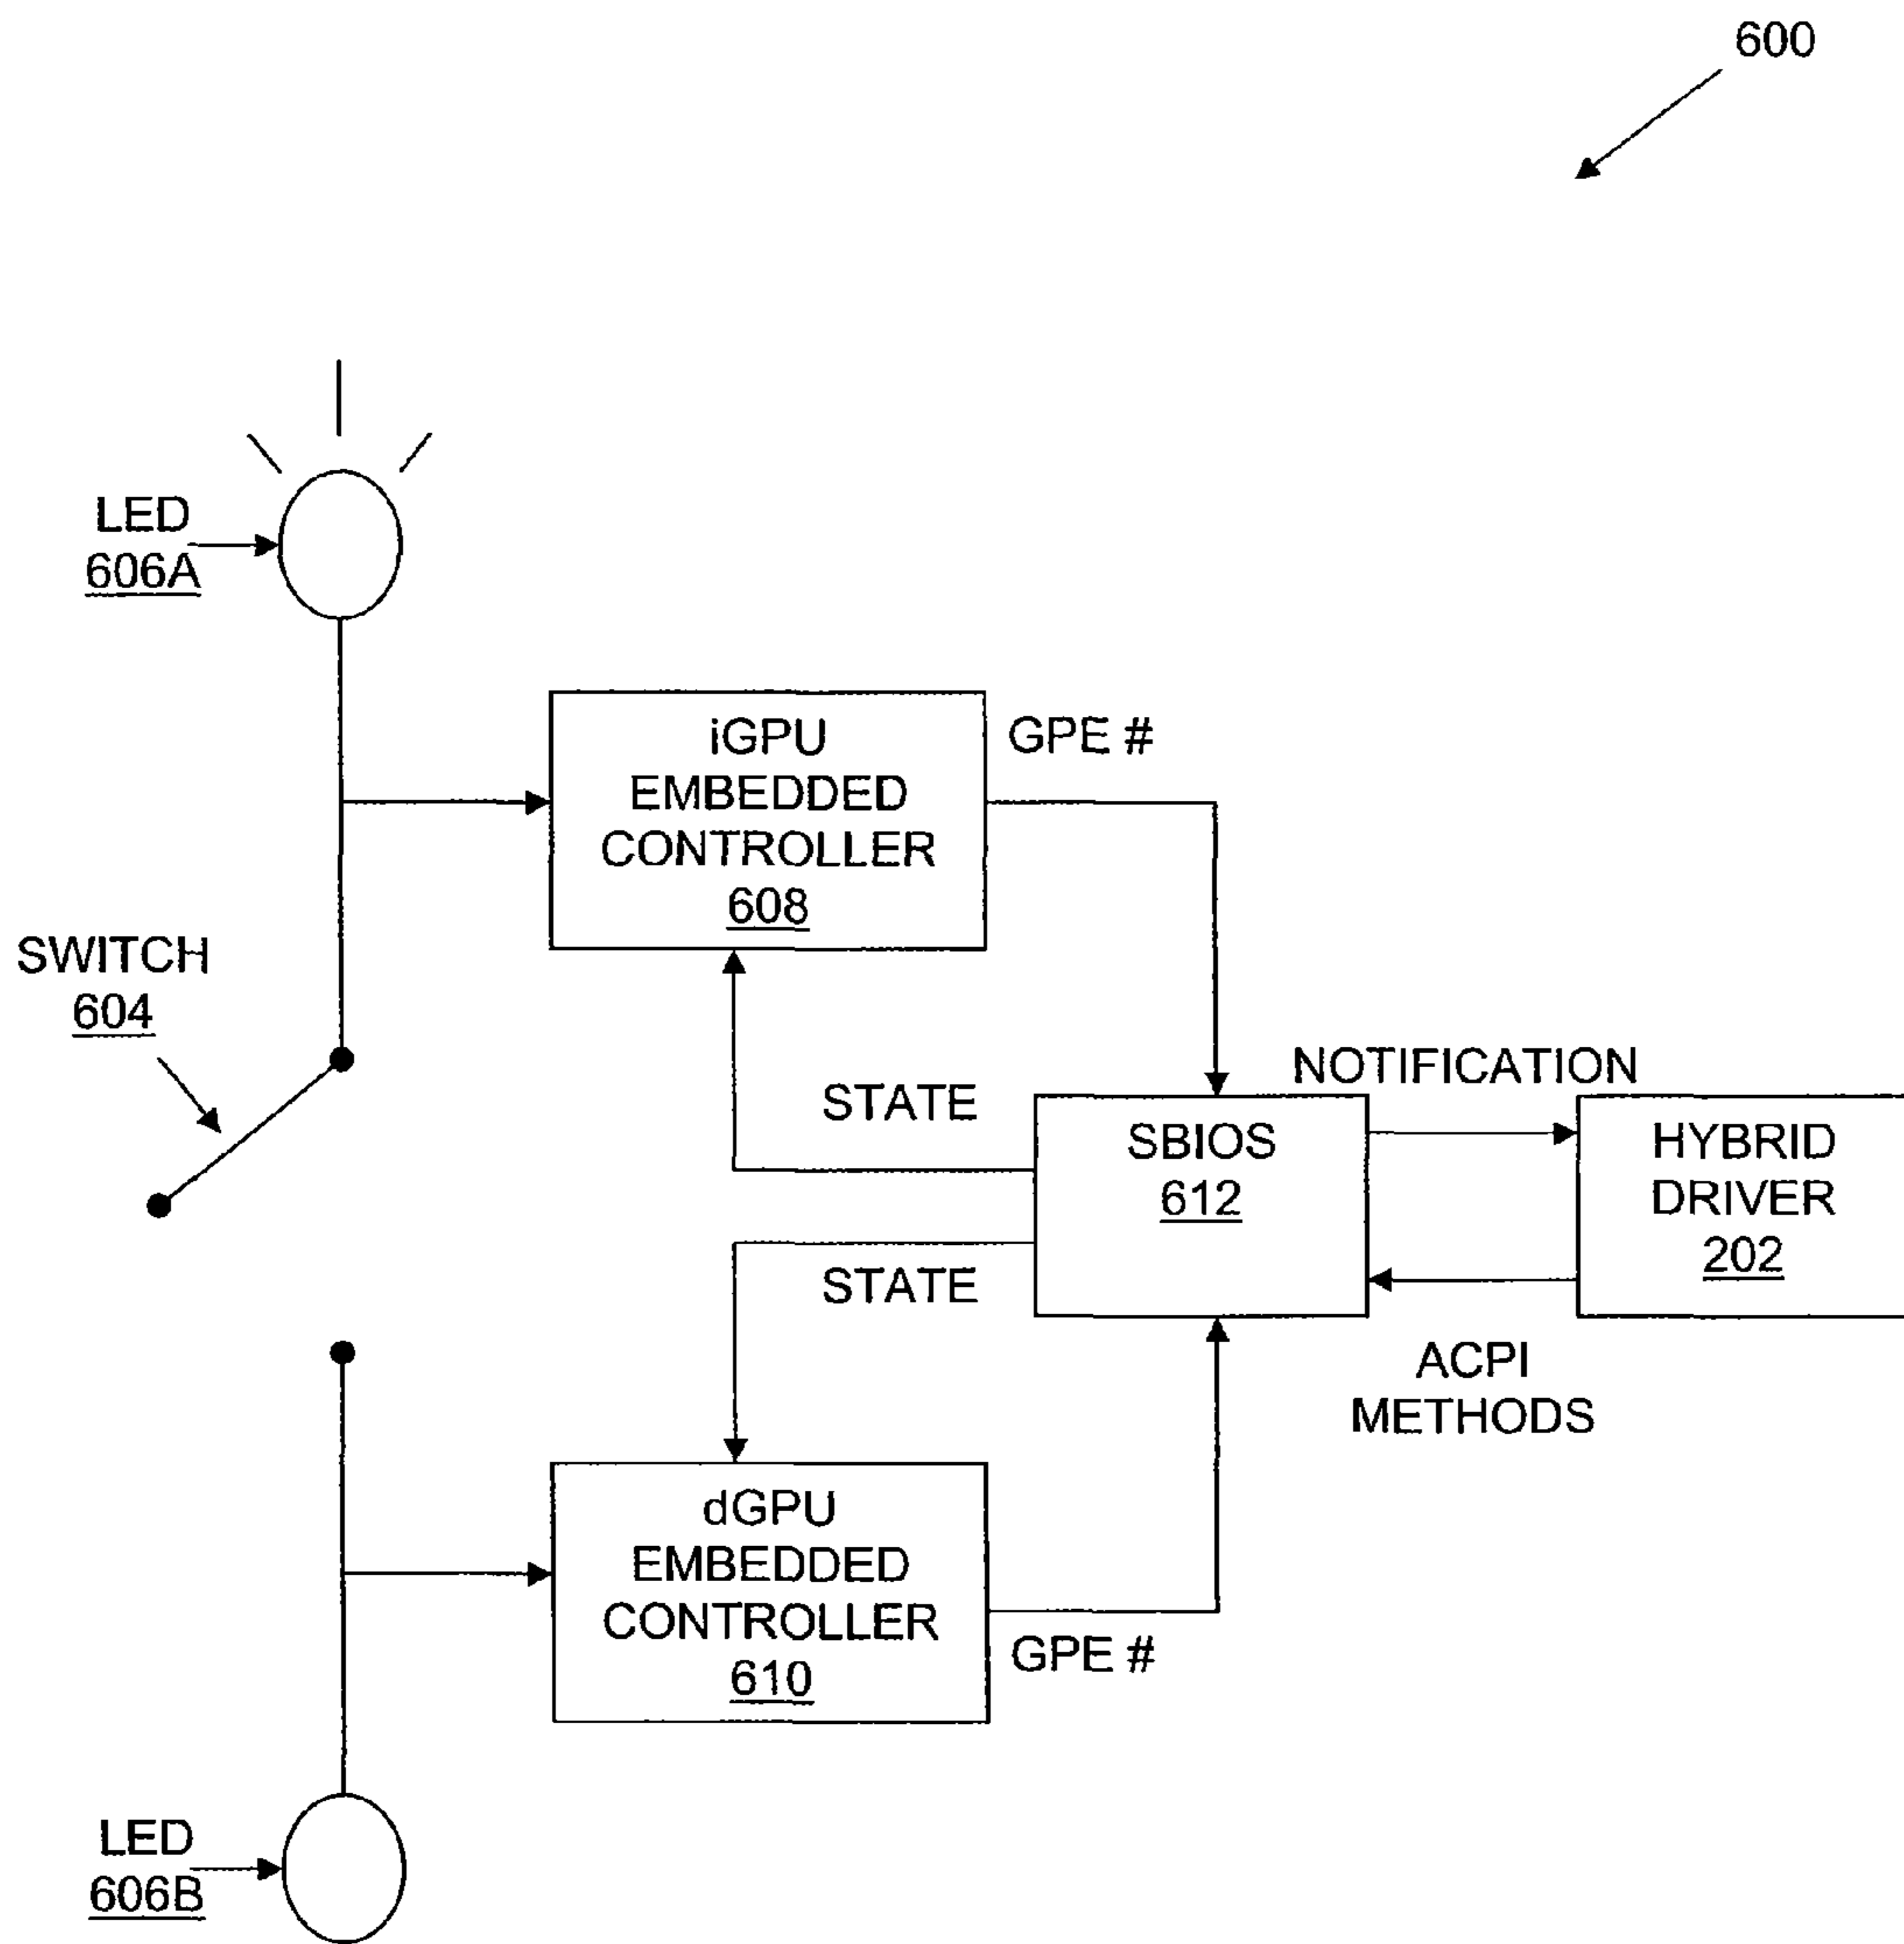 600
LED
606A
iGPU
EMBEDDED
CONTROLLER
608
GPE #
SWITCH
604
STATE
NOTIFICATION
SBIOS
612
HYBRID
DRIVER
202
STATE
ACPI
METHODS
dGPU
EMBEDDED
CONTROLLER
610
GPE #
LED
606B